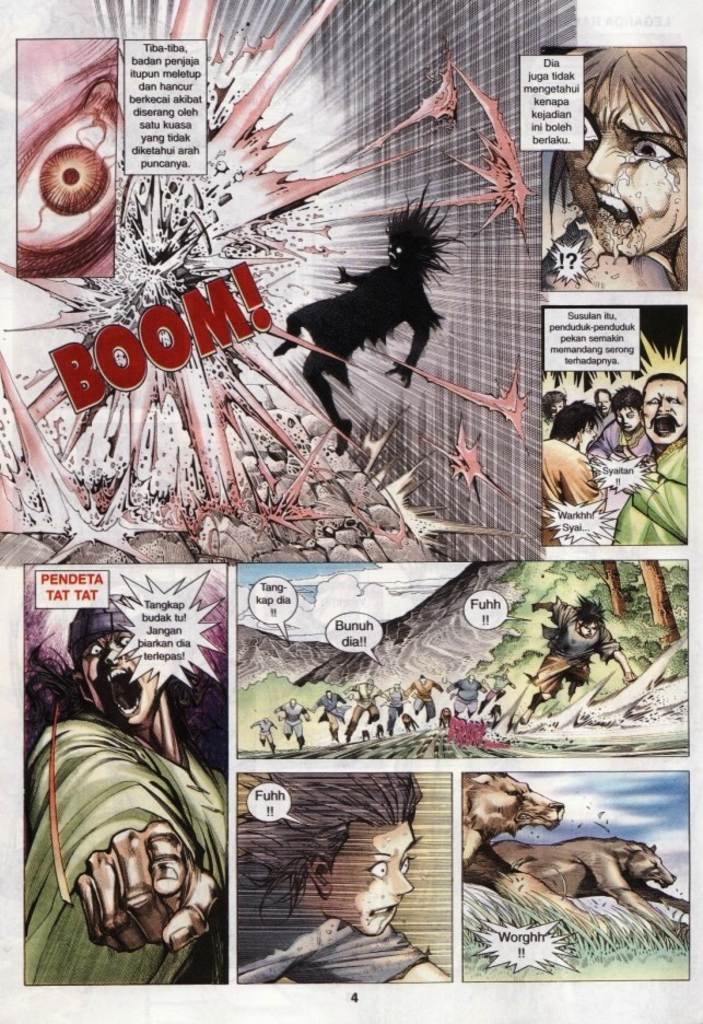 Tiba-tiba,
badan penjaja
itupun meletup
dan hancur
berkecai akibat
diserang oleh
satu kuasa
yang tidak
diketahui arah
puncanya.
BOOM!
Dia
juga tidak
mengetahui
kenapa
kejadian
ini boleh
berlaku.
!?
Susulan itu,
penduduk-penduduk
pekan semakin
memandang serong
terhadapnya.
Syaitan
!!
Warkhh!
Syai...
PENDETA
TAT TAT
Tangkap
budak tu!
Jangan
biarkan dia
terlepas!
Tang-
kap dia
!!
Bunuh
dia!!
Fuhh
!!
Fuhh
!!
Worghh
!!
4